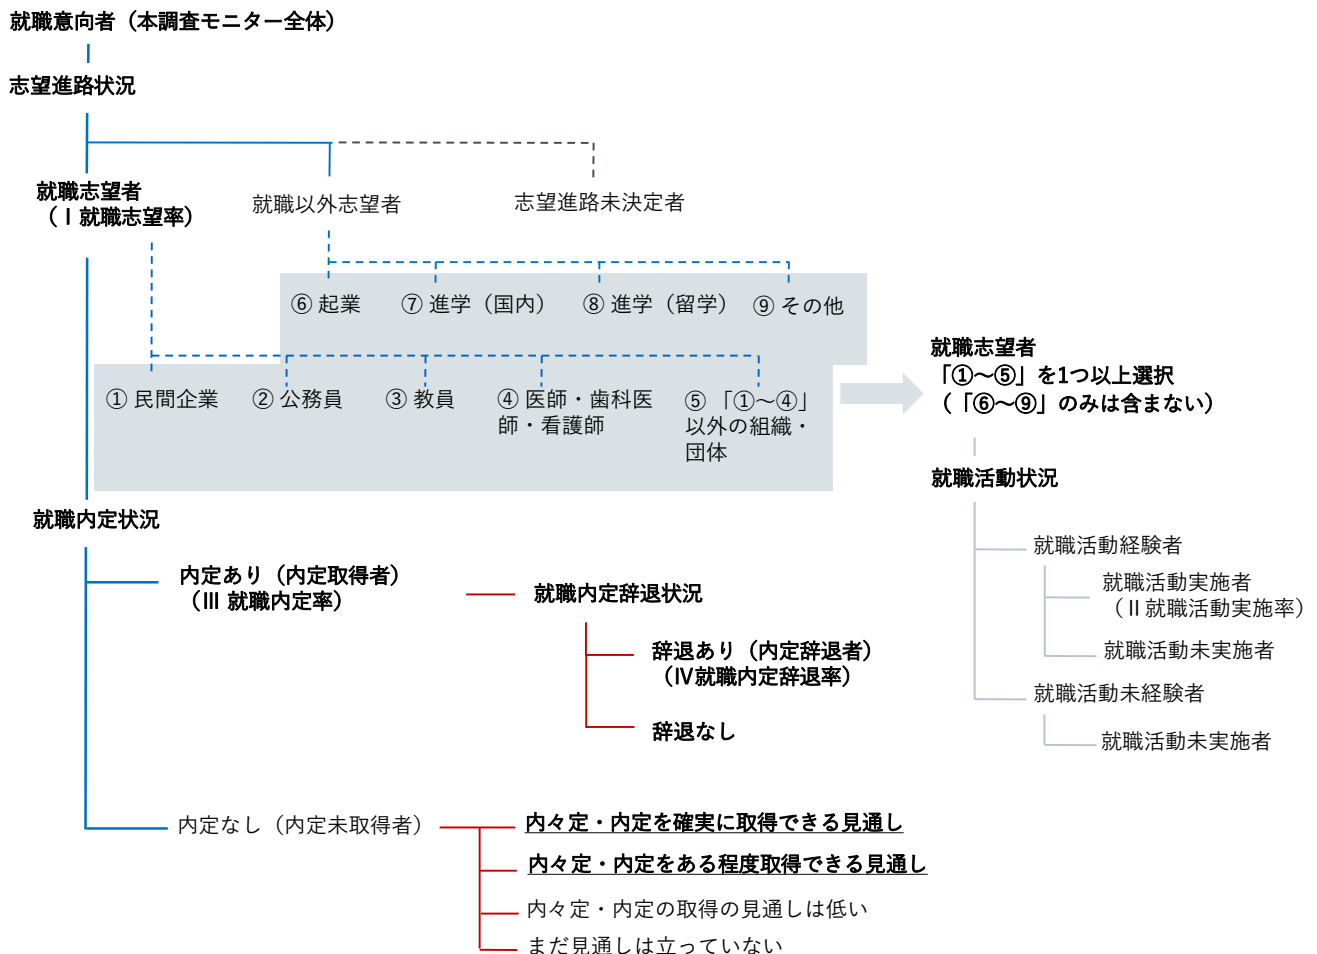 就職意向者（本調査モニター全体）
志望進路状況
就職志望者
（Ⅰ就職志望率）
就職以外志望者
志望進路未決定者
⑥ 起業
⑦ 進学（国内）
⑧ 進学（留学）
⑨ その他
① 民間企業
② 公務員
③ 教員
④ 医師・歯科医
師・看護師
⑤ 「①～④」
以外の組織・
団体
就職志望者
「①～⑤」を1つ以上選択
（「⑥～⑨」のみは含まない）
就職活動状況
就職活動経験者
就職活動実施者
（Ⅱ就職活動実施率）
就職活動未実施者
就職活動未経験者
就職活動未実施者
就職内定状況
内定あり（内定取得者）
（Ⅲ 就職内定率）
就職内定辞退状況
辞退あり（内定辞退者）
（Ⅳ就職内定辞退率）
辞退なし
内定なし（内定未取得者）
内々定・内定を確実に取得できる見通し
内々定・内定をある程度取得できる見通し
内々定・内定の取得の見通しは低い
まだ見通しは立っていない